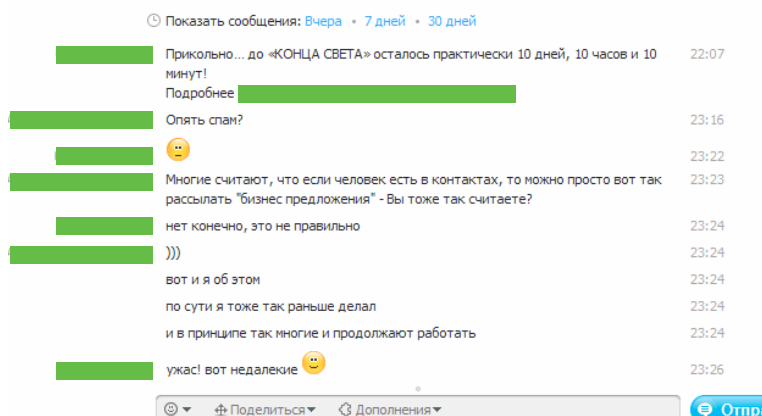 Показать сообщения: Вчера • 7 дней • 30 дней
Прикольно... до «КОНЦА СВЕТА» осталось практически 10 дней, 10 часов и 10 22:07
минут!
Подробнее
Опять спам? 23:16
23:22
Многие считают, что если человек есть в контактах, то можно просто вот так 23:23
рассылать "бизнес предложения" - Вы тоже так считаете?
нет конечно, это не правильно 23:24
))) 23:24
вот и я об этом 23:24
по сути я тоже так раньше делал 23:24
и в принципе так многие и продолжают работать 23:24
ужас! вот недалекие 23:26
Поделиться Дополнения Отпра